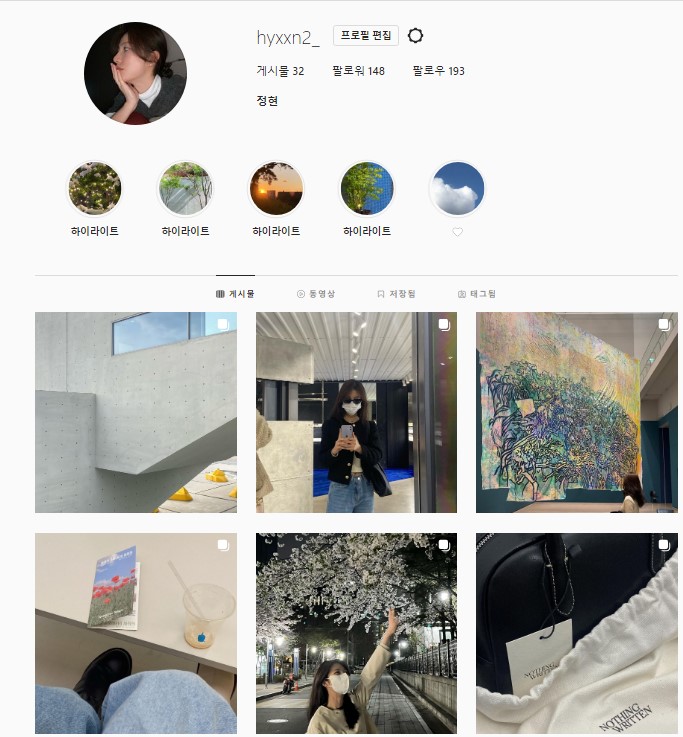 hyxxn2_ 프로필 편집
게시물 32 팔로워 148 팔로우 193
정현
하이라이트 하이라이트 하이라이트 하이라이트 ♡
게시물 동영상 저장됨 태그됨
NOTHING
WRITTEN
NOTHING
WRITTEN